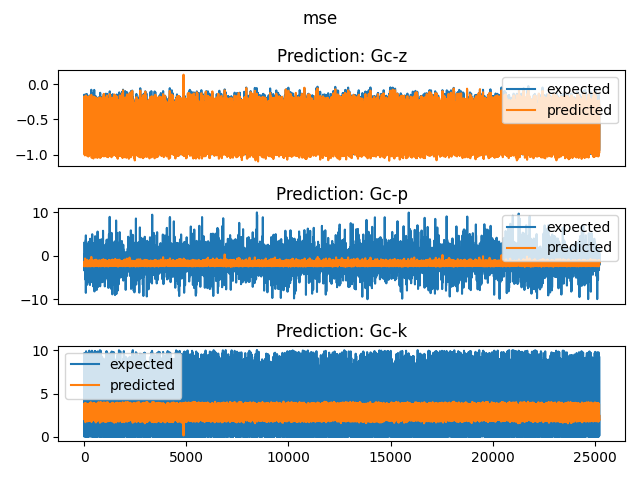 mse
Prediction: Gc-z
0.0
−0.5
−1.0
expected
predicted
Prediction: Gc-p
10
0
−10
expected
predicted
Prediction: Gc-k
10
5
0
expected
predicted
0 5000 10000 15000 20000 25000